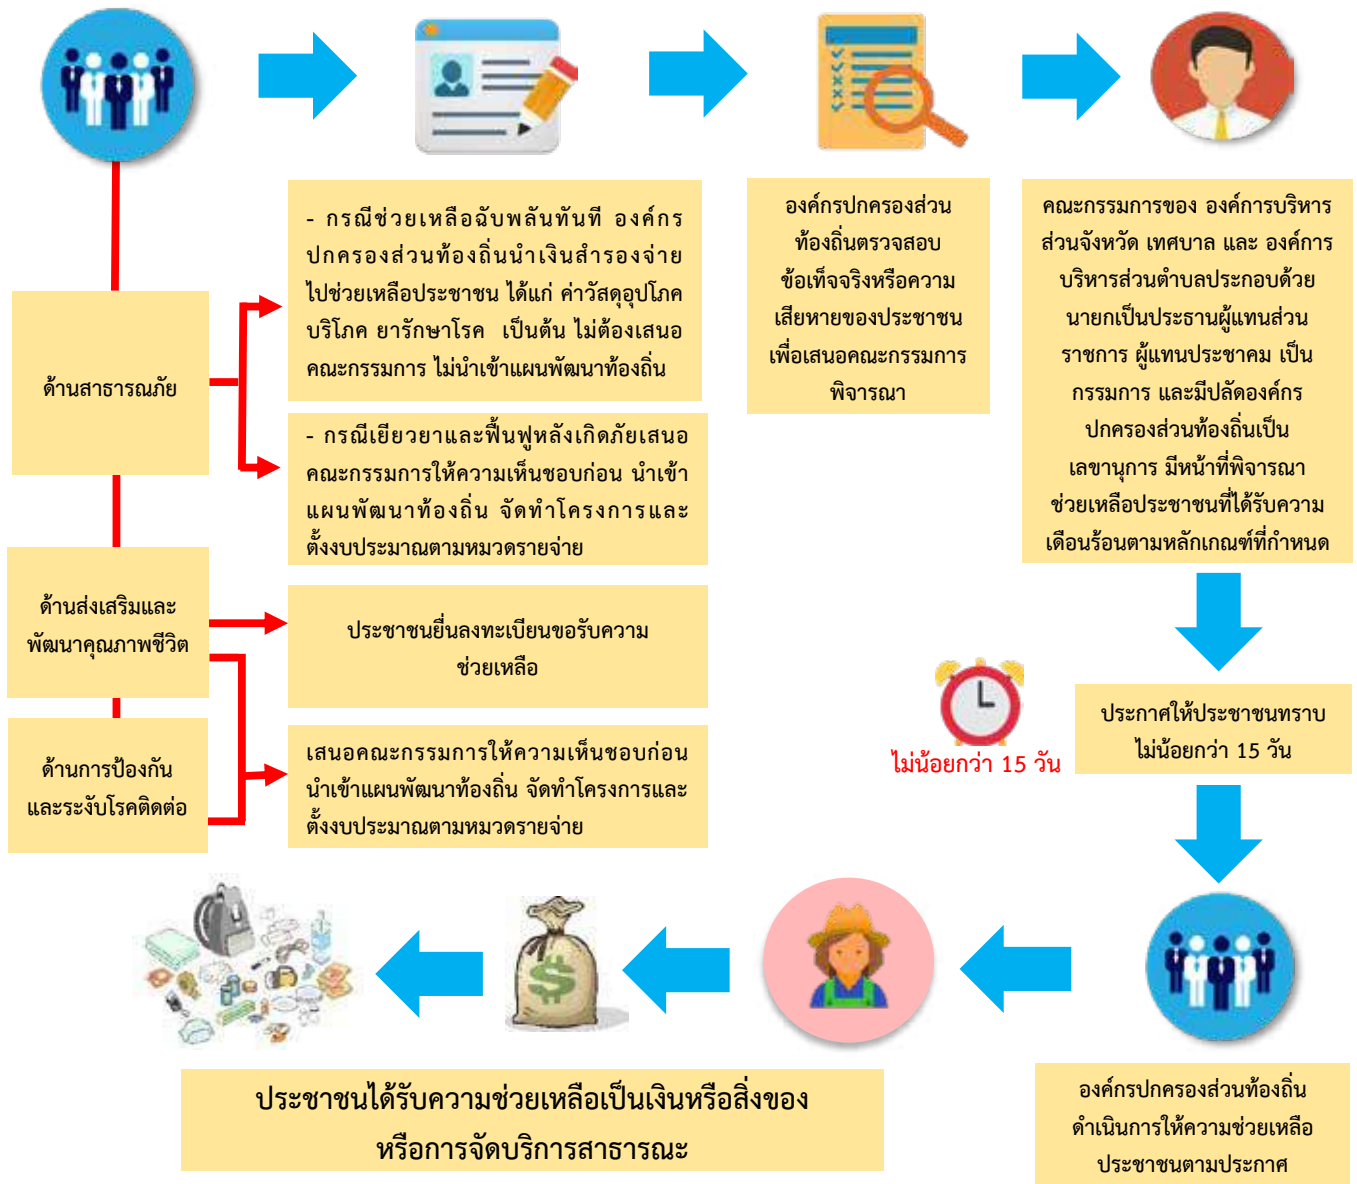 ด้านสาธารณภัย
- กรณีช่วยเหลือฉับพลันทันที องค์กร
ปกครองส่วนท้องถิ่นนำเงินสำรองจ่าย
ไปช่วยเหลือประชาชน ได้แก่ ค่าวัสดุอุปโภค
บริโภค ยารักษาโรค เป็นต้น ไม่ต้องเสนอ
คณะกรรมการ ไม่นำเข้าแผนพัฒนาท้องถิ่น
- กรณีเยียวยาและฟื้นฟูหลังเกิดภัยเสนอ
คณะกรรมการให้ความเห็นชอบก่อน นำเข้า
แผนพัฒนาท้องถิ่น จัดทำโครงการและ
ตั้งงบประมาณตามหมวดรายจ่าย
ด้านส่งเสริมและ
พัฒนาคุณภาพชีวิต
ประชาชนยื่นลงทะเบียนขอรับความ
ช่วยเหลือ
ด้านการป้องกัน
และระงับโรคติดต่อ
เสนอคณะกรรมการให้ความเห็นชอบก่อน
นำเข้าแผนพัฒนาท้องถิ่น จัดทำโครงการและ
ตั้งงบประมาณตามหมวดรายจ่าย
องค์กรปกครองส่วน
ท้องถิ่นตรวจสอบ
ข้อเท็จจริงหรือความ
เสียหายของประชาชน
เพื่อเสนอคณะกรรมการ
พิจารณา
คณะกรรมการของ องค์การบริหาร
ส่วนจังหวัด เทศบาล และ องค์การ
บริหารส่วนตำบลประกอบด้วย
นายกเป็นประธานผู้แทนส่วน
ราชการ ผู้แทนประชาคม เป็น
กรรมการ และมีปลัดองค์กร
ปกครองส่วนท้องถิ่นเป็น
เลขานุการ มีหน้าที่พิจารณา
ช่วยเหลือประชาชนที่ได้รับความ
เดือนร้อนตามหลักเกณฑ์ที่กำหนด
ไม่น้อยกว่า 15 วัน
ประกาศให้ประชาชนทราบ
ไม่น้อยกว่า 15 วัน
องค์กรปกครองส่วนท้องถิ่น
ดำเนินการให้ความช่วยเหลือ
ประชาชนตามประกาศ
ประชาชนได้รับความช่วยเหลือเป็นเงินหรือสิ่งของ
หรือการจัดบริการสาธารณะ